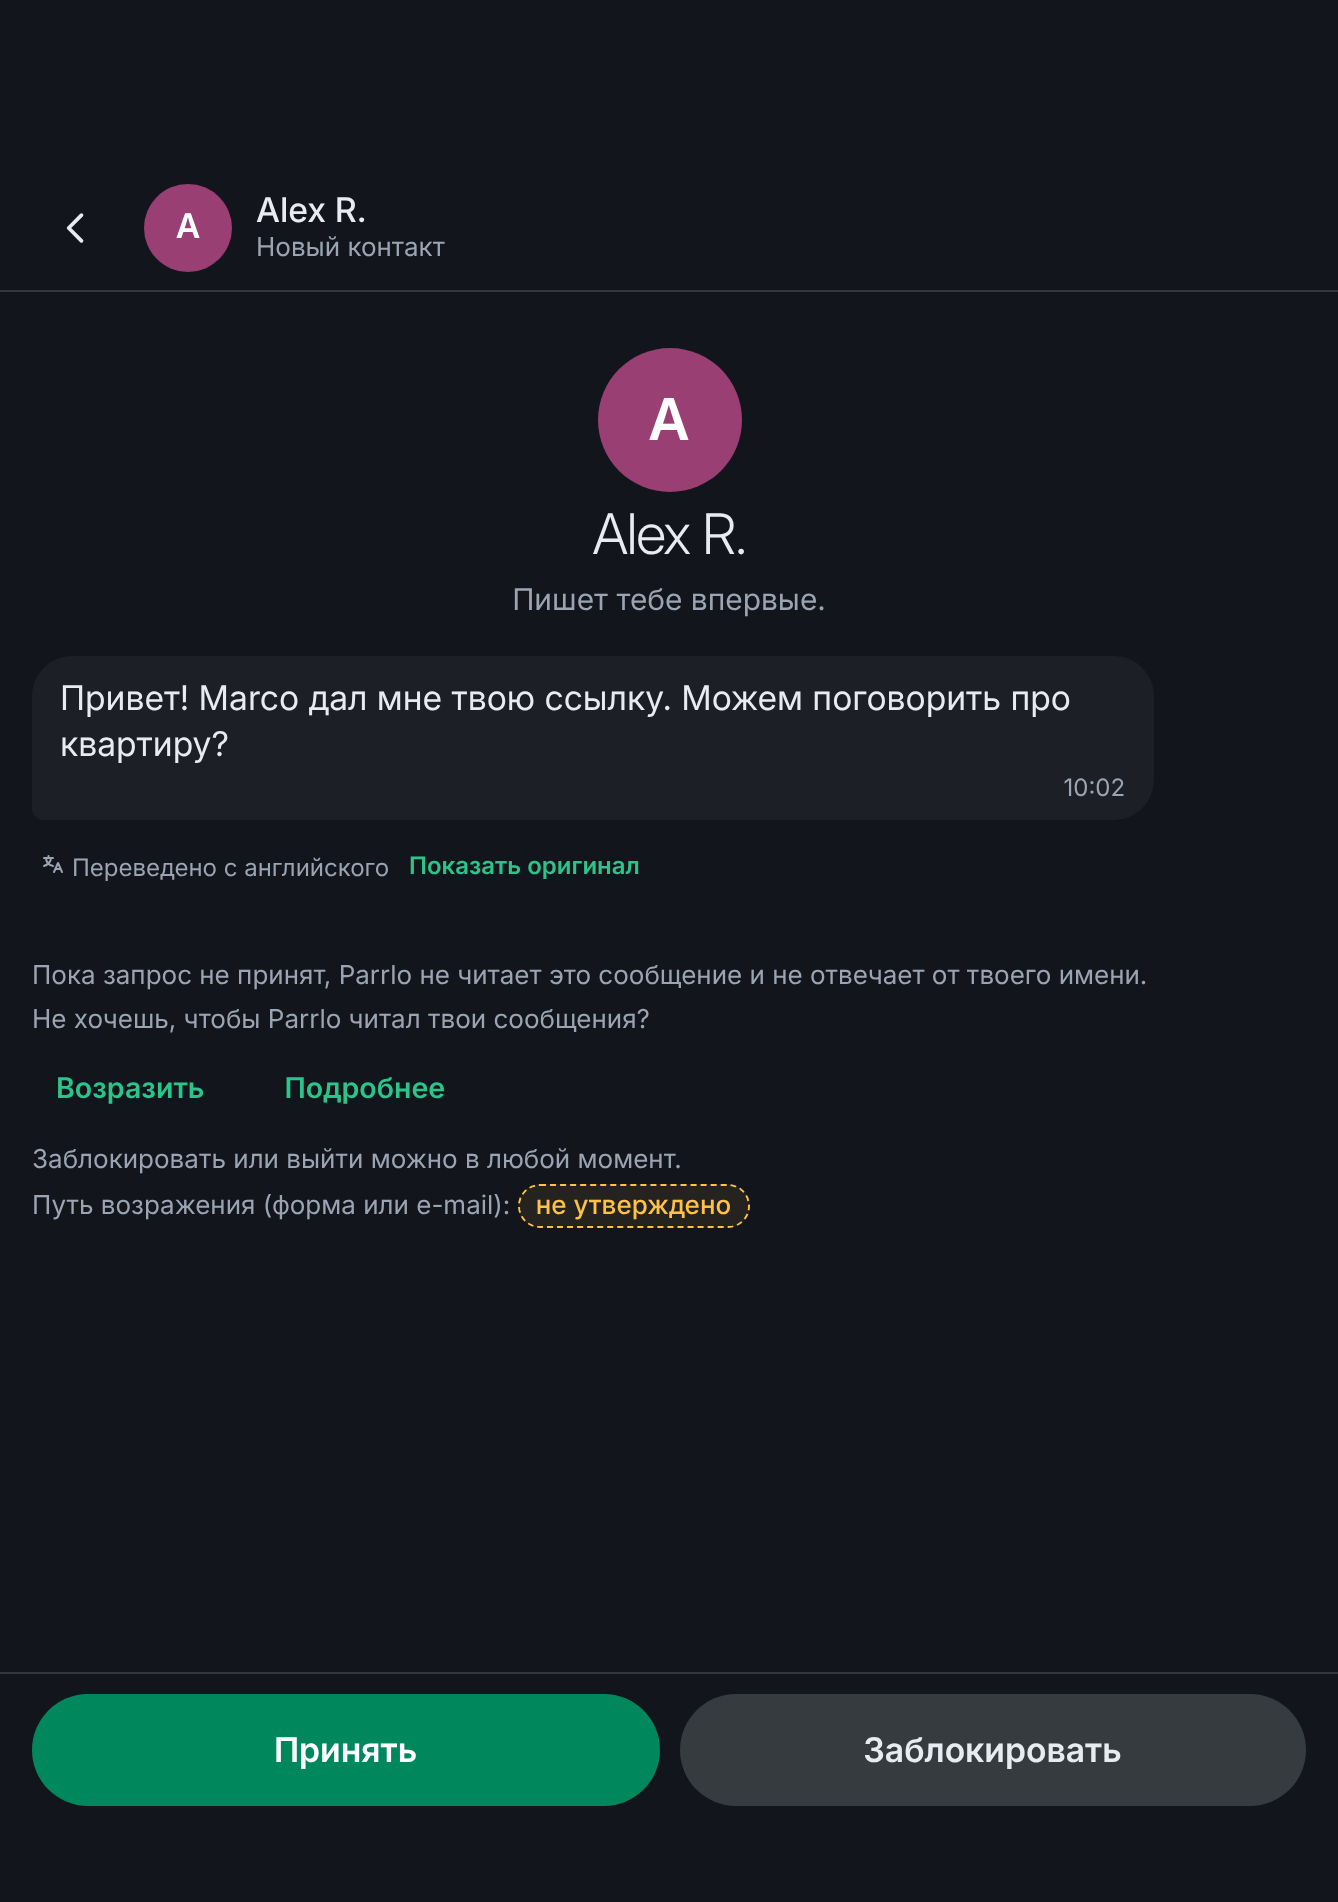 A
Alex R.
Новый контакт
A
Alex R.
Пишет тебе впервые.
Привет! Marco дал мне твою ссылку. Можем поговорить про
квартиру?
10:02
Переведено с английского Показать оригинал
Пока запрос не принят, Parrlo не читает это сообщение и не отвечает от твоего имени.
Не хочешь, чтобы Parrlo читал твои сообщения?
Возразить Подробнее
Заблокировать или выйти можно в любой момент.
Путь возражения (форма или e-mail): не утверждено
Принять Заблокировать